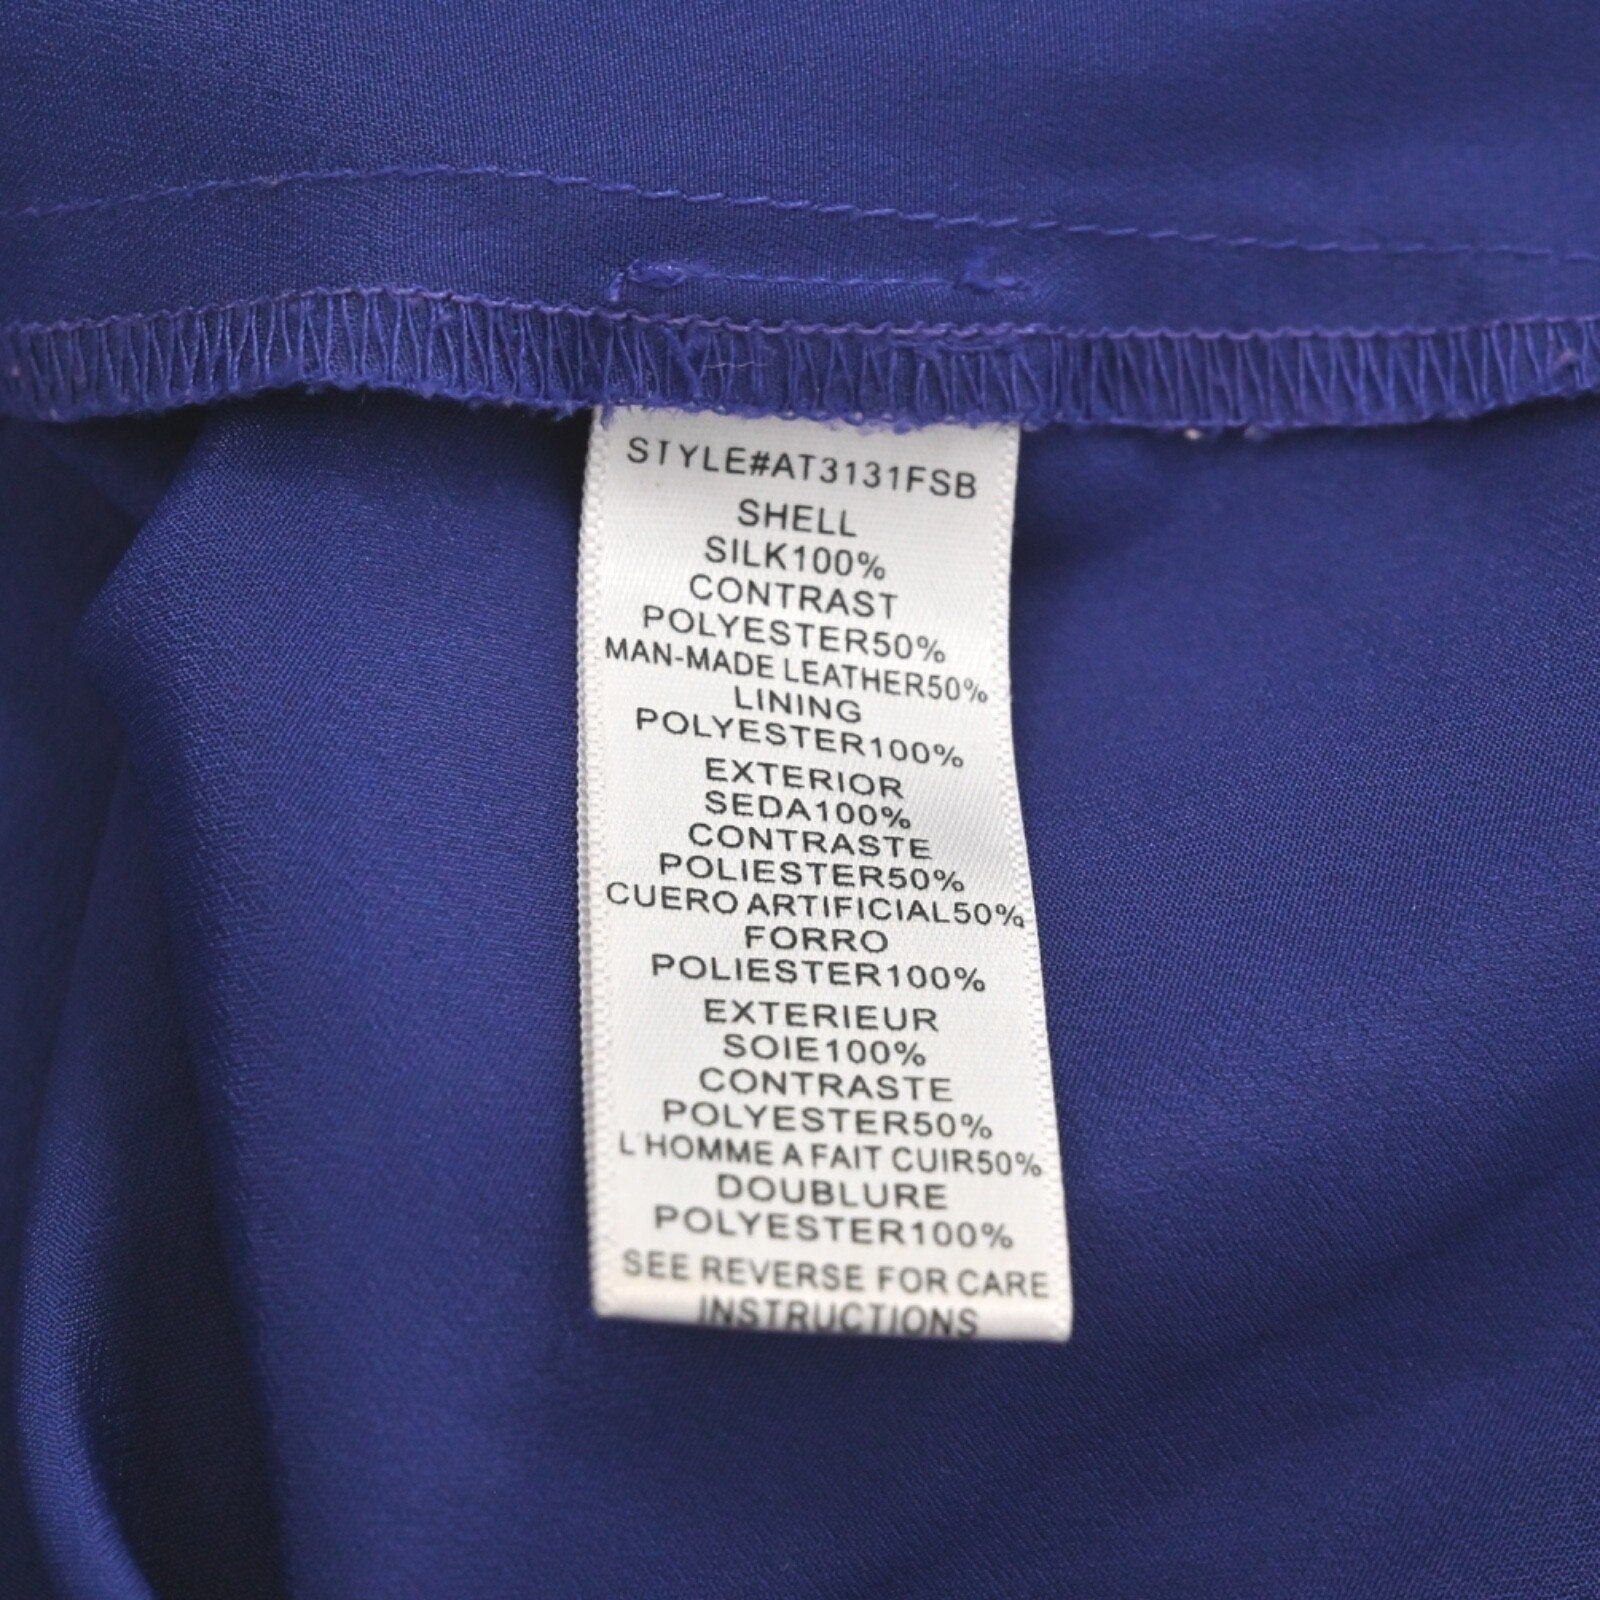 STYLE#AT3131FSB
SHELL
SILK100%
CONTRAST
POLYESTER50%
MAN-MADE LEATHER50%
LINING
POLYESTER100%
EXTERIOR
SEDA100%
CONTRASTE
POLIESTER50%
CUERO ARTIFICIAL50%
FORRO
POLIESTER100%
EXTERIEUR
SOIE100%
CONTRASTE
POLYESTER50%
L'HOMME A FAIT CUIR50%
DOUBLURE
POLYESTER100%
SEE REVERSE FOR CARE
INSTRUCTIONS